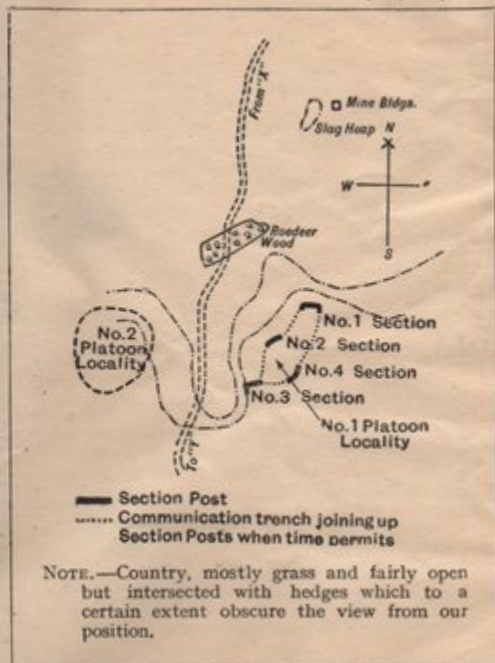 From "X"
Mine Bldgs.
Slag Heap
N
W
S
Roedeer
Wood
No.2
Platoon
Locality
No.1 Section
No.2 Section
No.4 Section
No.3 Section
No.1 Platoon
Locality
To "Y"
Section Post
Communication trench joining up
Section Posts when time permits
NOTE.—Country, mostly grass and fairly open
but intersected with hedges which to a
certain extent obscure the view from our
position.